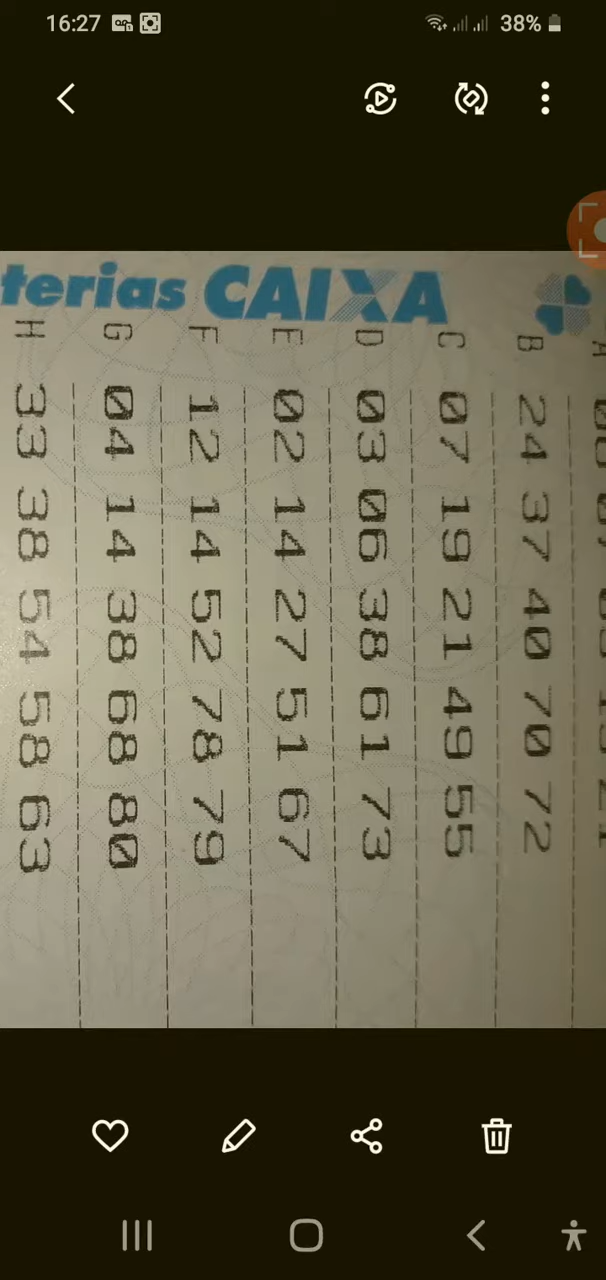 16:27
38%
terias CAIXA
B 24 37 40 70 72
C 07 19 21 49 55
D 03 06 38 61 73
E 02 14 27 51 67
F 12 14 52 78 79
G 04 14 38 68 80
H 33 38 54 58 63